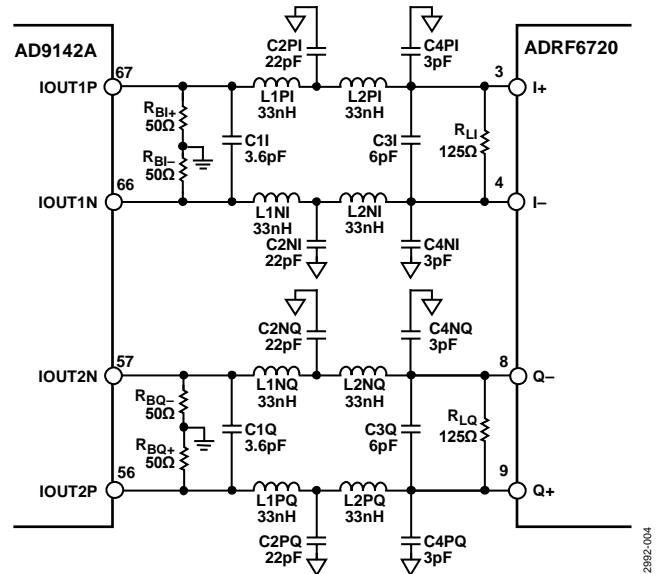 AD9142A
ADRF6720
C2PI
22pF
C4PI
3pF
67
IOUT1P
L1PI
33nH
L2PI
33nH
3
I+
RBI+
50Ω
RBI–
50Ω
C1I
3.6pF
C3I
6pF
RLI
125Ω
66
IOUT1N
L1NI
33nH
L2NI
33nH
4
I–
C2NI
22pF
C4NI
3pF
C2NQ
22pF
C4NQ
3pF
57
IOUT2N
L1NQ
33nH
L2NQ
33nH
8
Q–
RBQ–
50Ω
RBQ+
50Ω
C1Q
3.6pF
C3Q
6pF
RLQ
125Ω
56
IOUT2P
L1PQ
33nH
L2PQ
33nH
9
Q+
C2PQ
22pF
C4PQ
3pF
2992-004